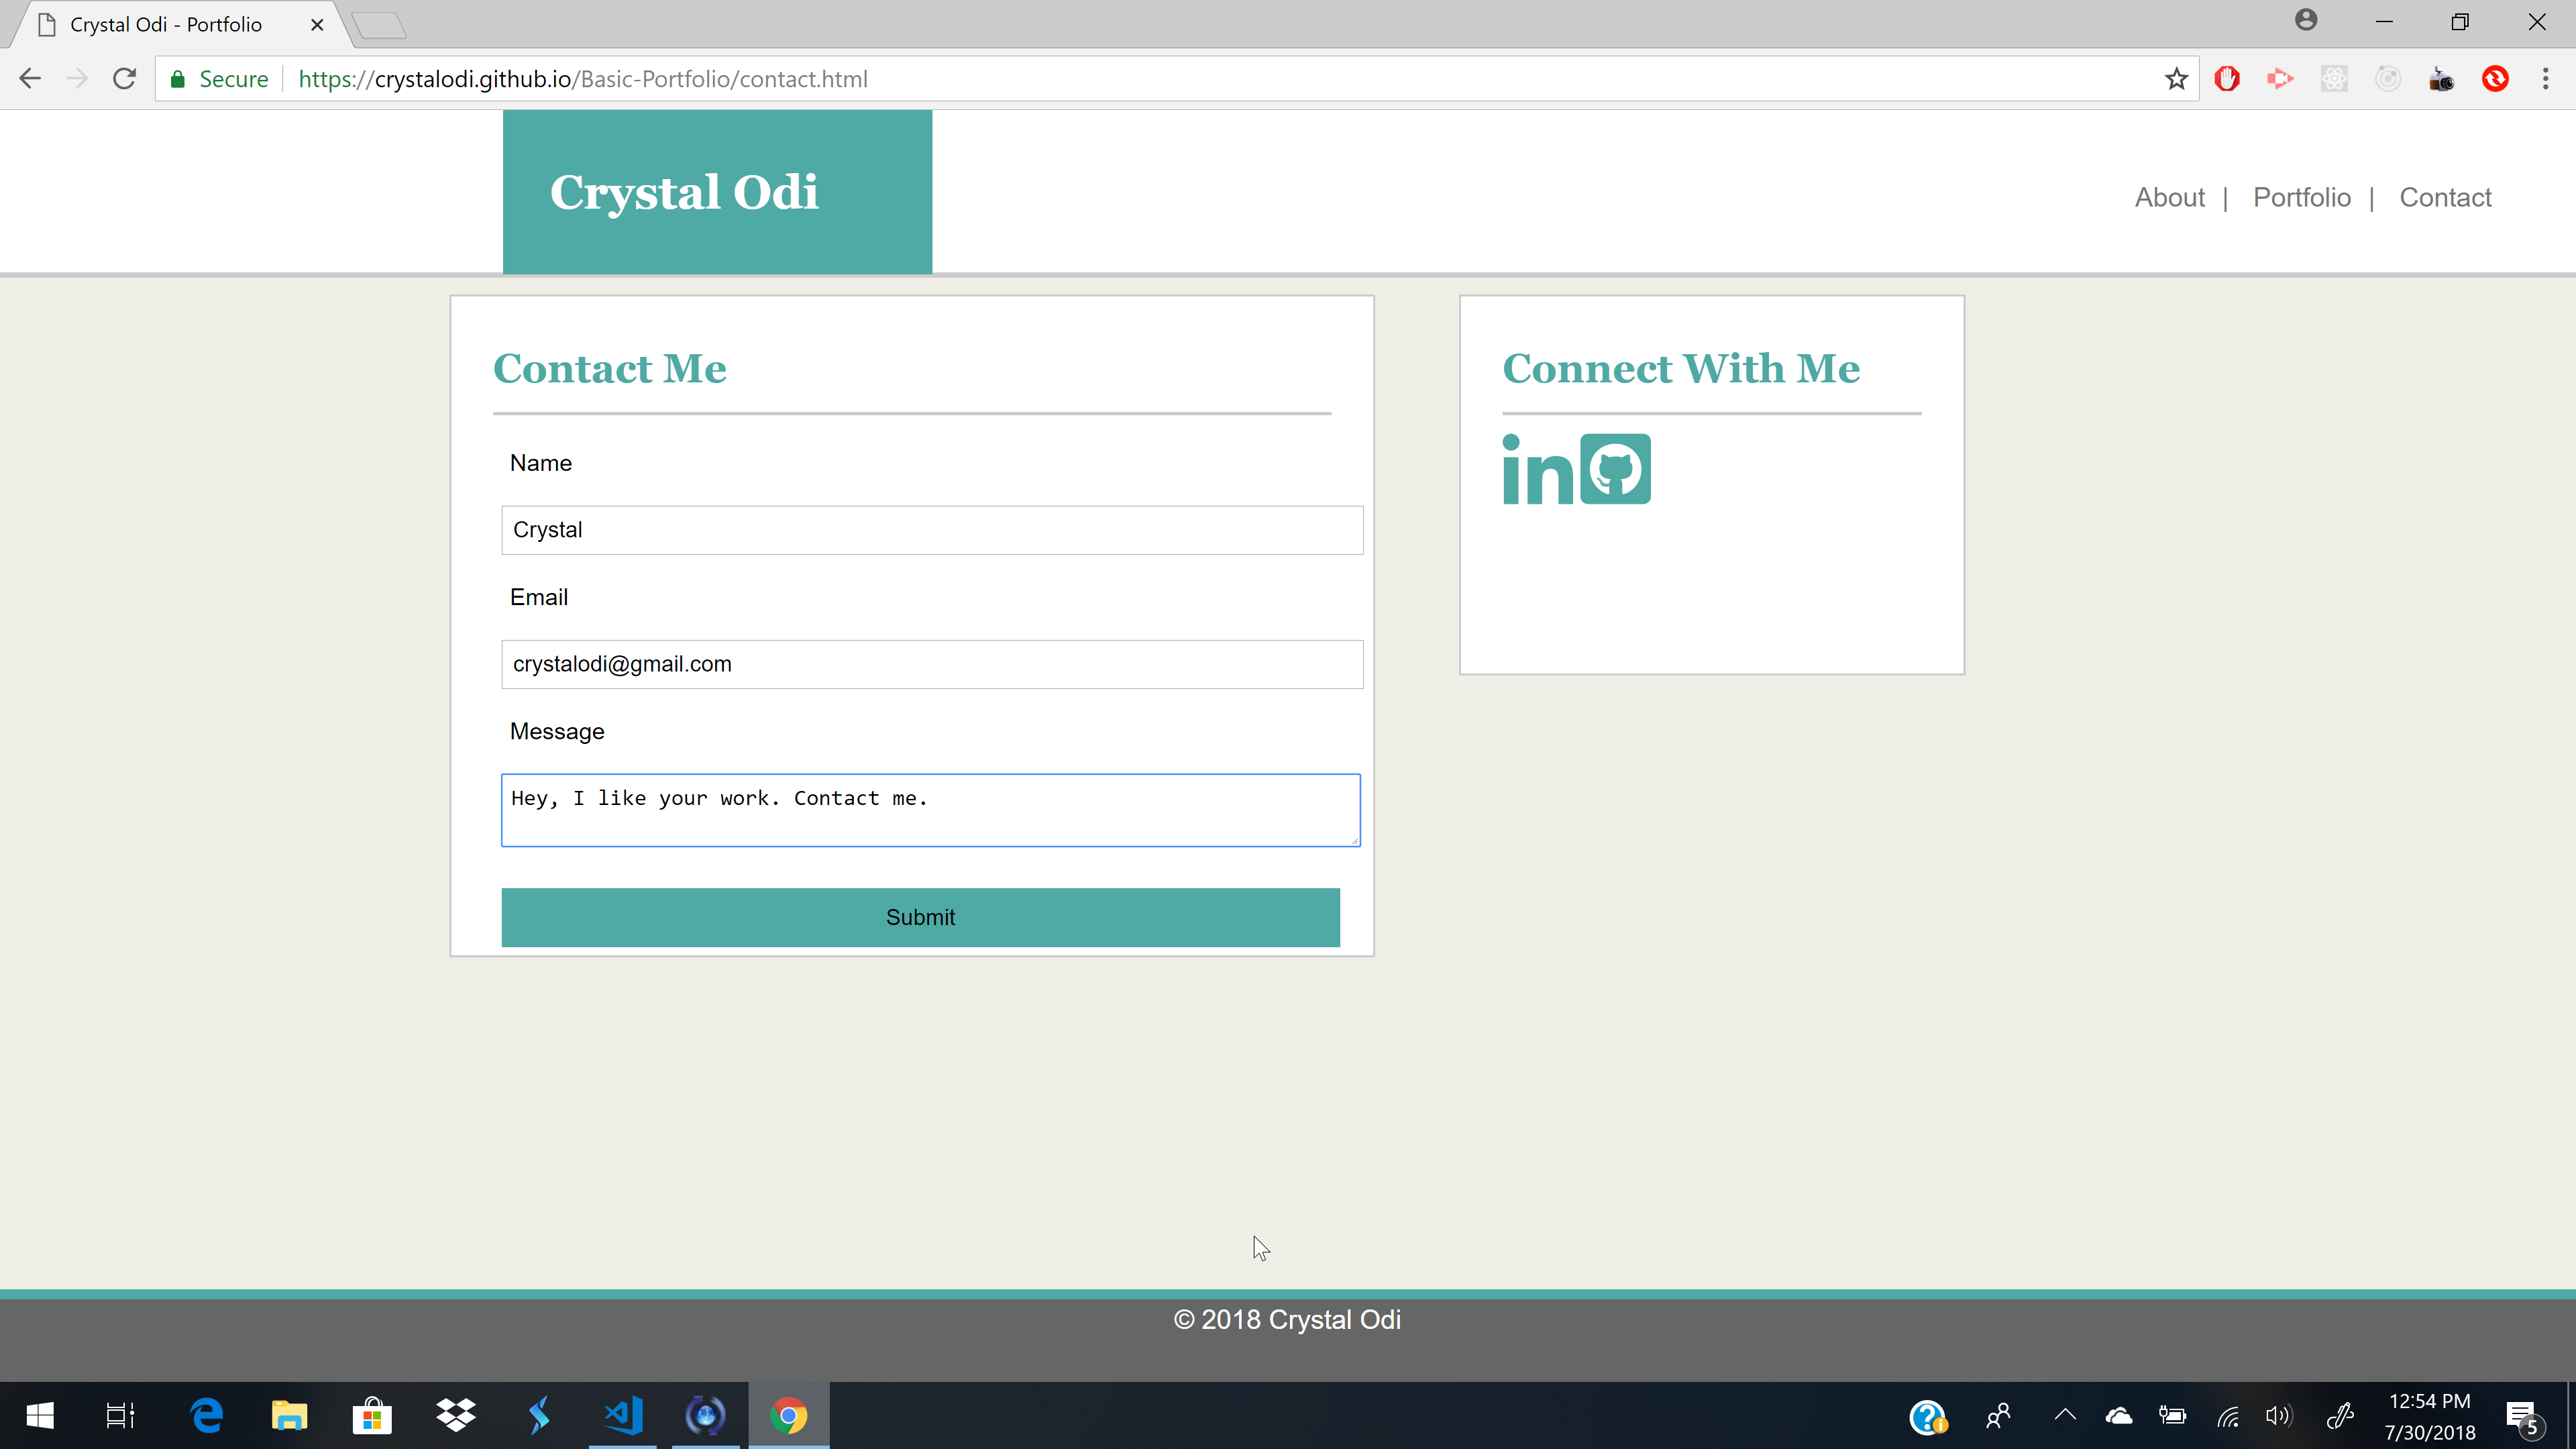 Crystal Odi - Portfolio
Secure
https://crystalodi.github.io/Basic-Portfolio/contact.html
Crystal Odi
About | Portfolio | Contact
Contact Me
Name
Crystal
Email
crystalodi@gmail.com
Message
Hey, I like your work. Contact me.
Submit
Connect With Me
in
© 2018 Crystal Odi
12:54 PM
7/30/2018
5